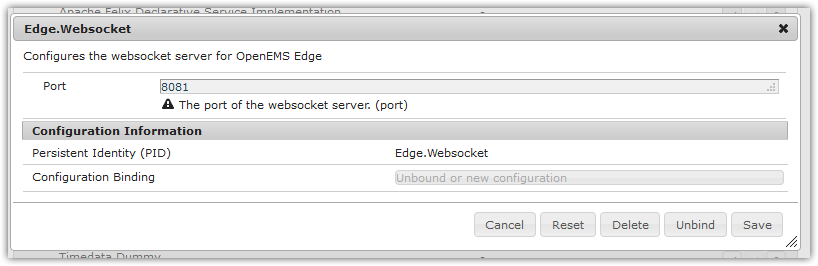 Apache Felix Declarative Service Implementation
Edge.Websocket
Configures the websocket server for OpenEMS Edge
Port 8081
The port of the websocket server. (port)
Configuration Information
Persistent Identity (PID) Edge.Websocket
Configuration Binding Unbound or new configuration
Cancel Reset Delete Unbind Save
Timedata Dummy